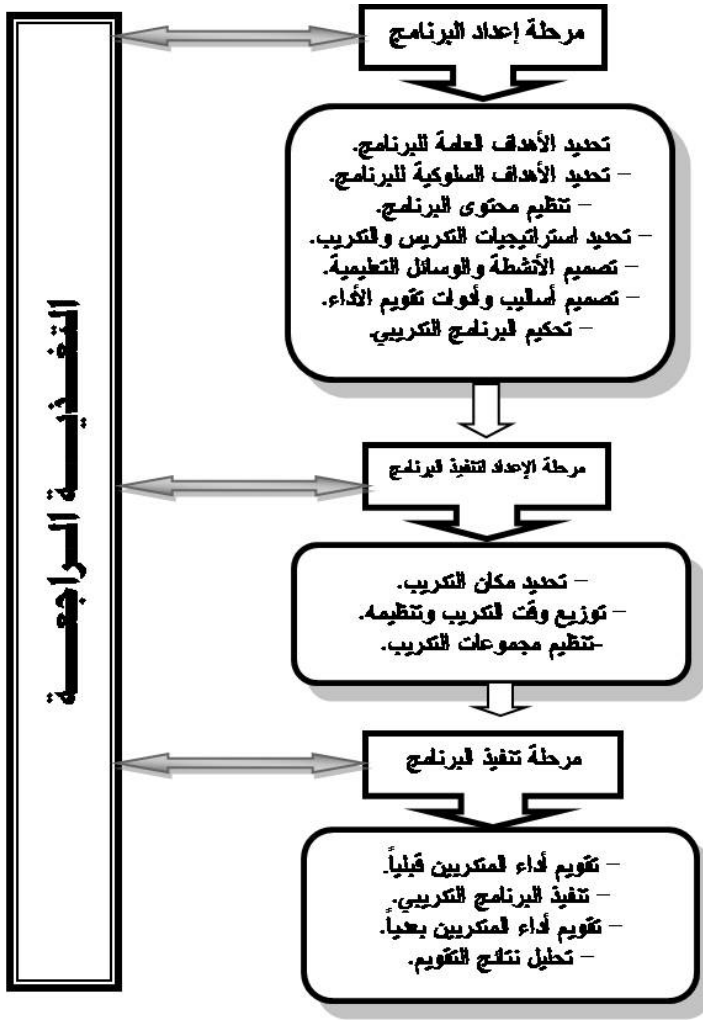 مرحلة إعداد البرنامج
تحديد الأهداف العامة للبرنامج.
– تحديد الأهداف السلوكية للبرنامج.
– تنظيم محتوى البرنامج.
– تحديد استراتيجيات التدريس والتدريب.
– تصميم الأنشطة والوسائل التعليمية.
– تصميم أساليب وأدوات تقويم الأداء.
– تحكيم البرنامج التدريبي.
مرحلة الإعداد لتنفيذ البرنامج
– تحديد مكان التدريب.
– توزيع وقت التدريب وتنظيمه.
-تنظيم مجموعات التدريب.
مرحلة تنفيذ البرنامج
– تقويم أداء المتدربين قبلياً.
– تنفيذ البرنامج التدريبي.
– تقويم أداء المتدربين بعدياً.
– تحليل نتائج التقويم.
التغـــذيـــــة الـــراجعـــــة